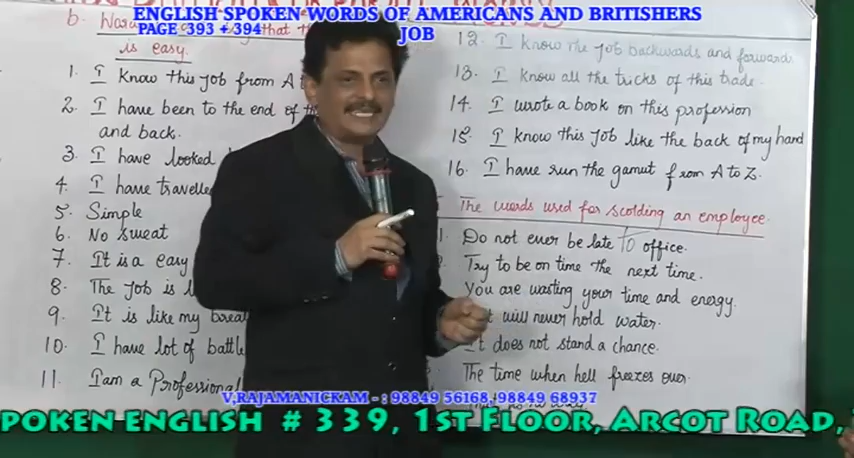 ENGLISH SPOKEN WORDS OF AMERICANS AND BRITISHERS
PAGE 393 + 394
JOB
b.
is easy.
1. I know this job from A
2. I have been to the end of
and back.
3. I have looked
4. I have
5. Simple
6. No sweat
7. It is a easy
8. The job is
9. It is like my
10. I have lot of
11. I am a Professional
12. I know the job backwards and forwards
13. I know all the tricks of this trade.
14. I wrote a book on this profession
15. I know this job like the back of my hand
16. I have run the gamut from A to Z.
The words used for scolding an employee.
1. Do not ever be late to office.
Try to be on time the next time.
You are wasting your time and energy.
will never hold water.
It does not stand a chance.
The time when hell freezes over.
V,RAJAMANICKAM - : 98849 56168, 98849 68937
POKEN ENGLISH # 339, 1ST FLOOR, ARCOT ROAD,